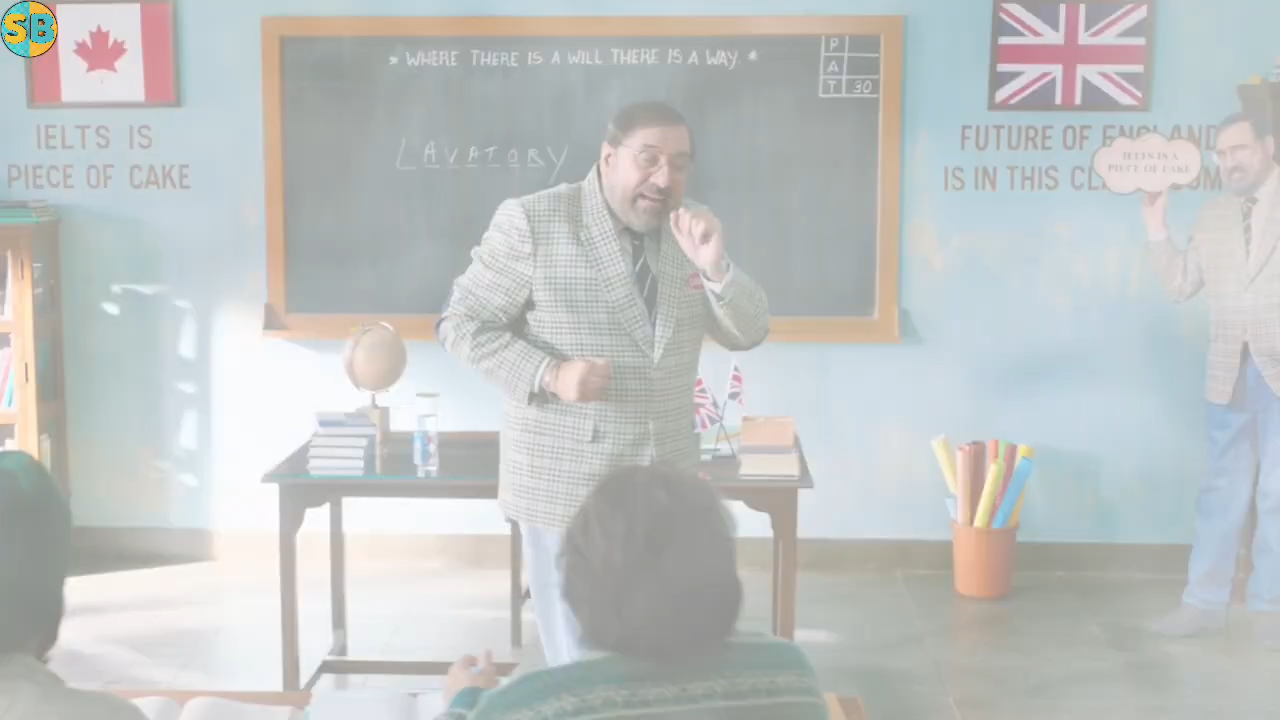 SB
* WHERE THERE IS A WILL THERE IS A WAY. *
P
A
T 30
LAVATORY
IELTS IS
PIECE OF CAKE
FUTURE OF ENGLAND
IS IN THIS
IELTS IS A
PIECE OF CAKE